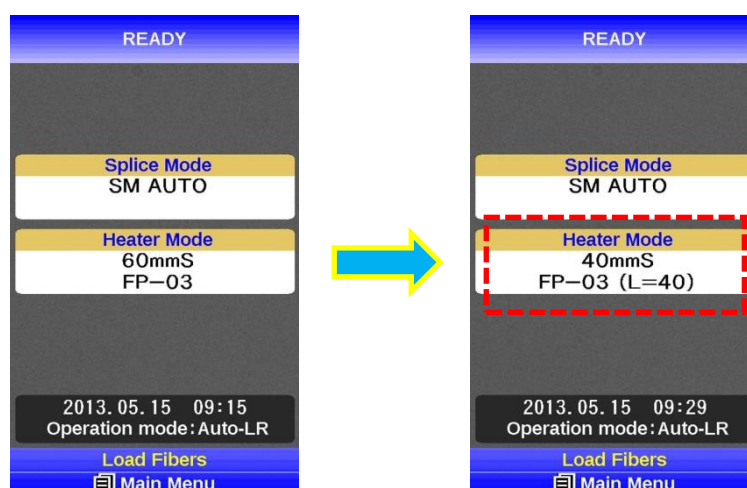 READY
Splice Mode
SM AUTO
Heater Mode
60mmS
FP-03
2013.05.15 09:15
Operation mode:Auto-LR
Load Fibers
Main Menu
READY
Splice Mode
SM AUTO
Heater Mode
40mmS
FP-03 (L=40)
2013.05.15 09:29
Operation mode:Auto-LR
Load Fibers
Main Menu